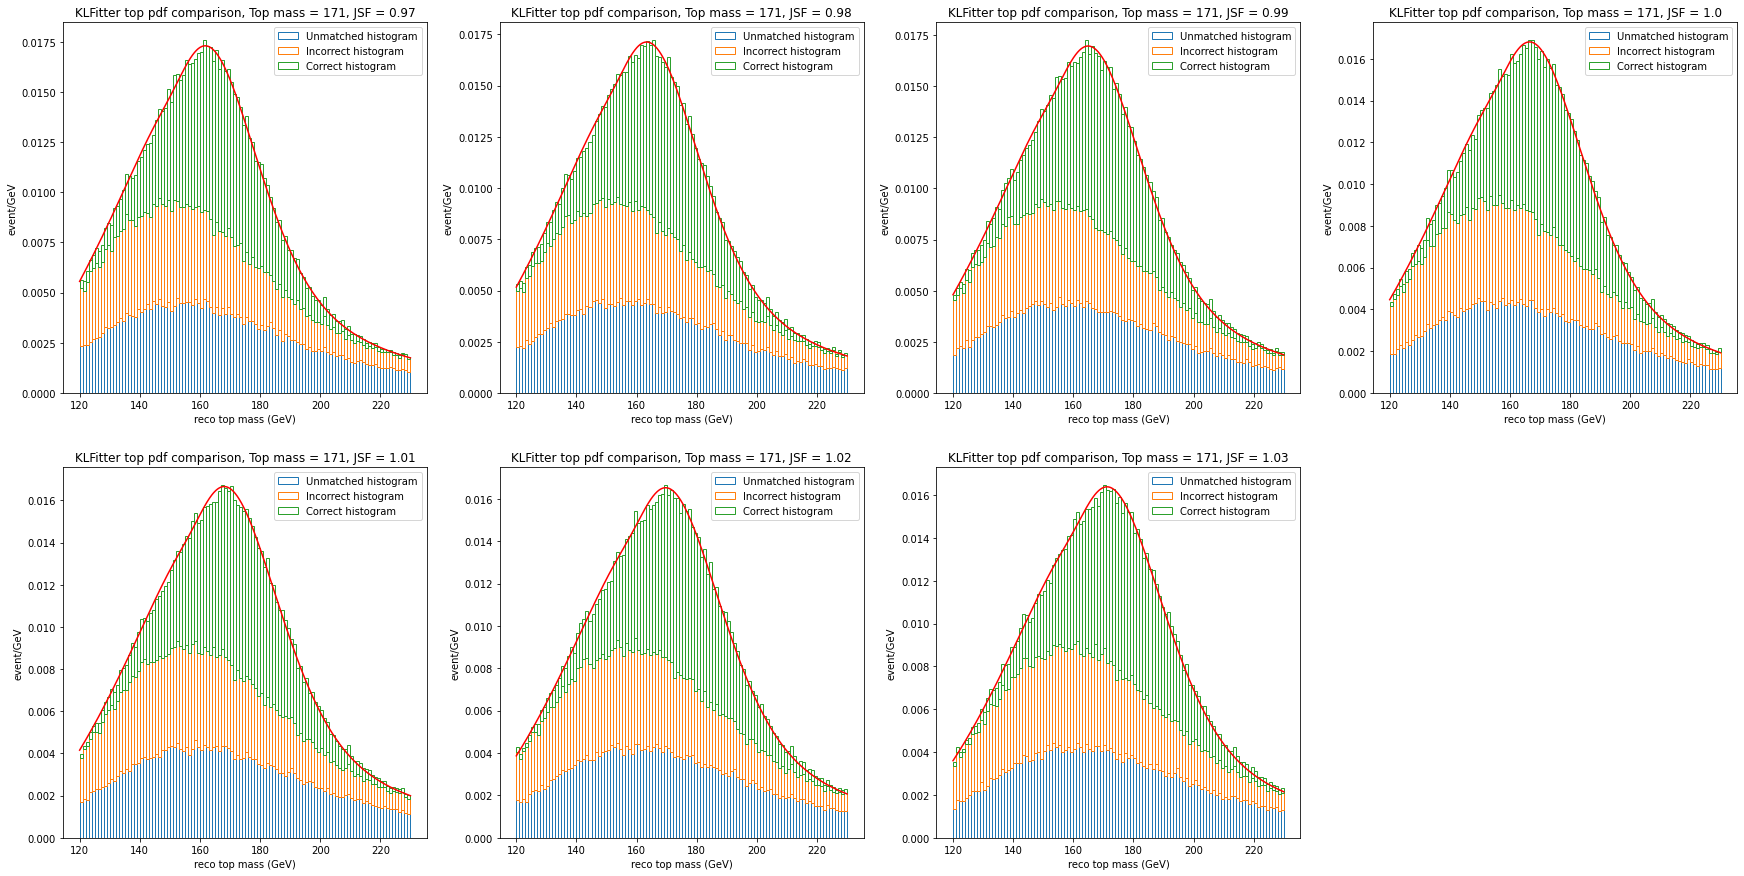 KLFitter top pdf comparison, Top mass = 171, JSF = 0.97
Unmatched histogram
Incorrect histogram
Correct histogram
event/GeV
0.0175
0.0150
0.0125
0.0100
0.0075
0.0050
0.0025
0.0000
120 140 160 180 200 220
reco top mass (GeV)
KLFitter top pdf comparison, Top mass = 171, JSF = 0.98
Unmatched histogram
Incorrect histogram
Correct histogram
event/GeV
0.0175
0.0150
0.0125
0.0100
0.0075
0.0050
0.0025
0.0000
120 140 160 180 200 220
reco top mass (GeV)
KLFitter top pdf comparison, Top mass = 171, JSF = 0.99
Unmatched histogram
Incorrect histogram
Correct histogram
event/GeV
0.0175
0.0150
0.0125
0.0100
0.0075
0.0050
0.0025
0.0000
120 140 160 180 200 220
reco top mass (GeV)
KLFitter top pdf comparison, Top mass = 171, JSF = 1.0
Unmatched histogram
Incorrect histogram
Correct histogram
event/GeV
0.016
0.014
0.012
0.010
0.008
0.006
0.004
0.002
0.000
120 140 160 180 200 220
reco top mass (GeV)
KLFitter top pdf comparison, Top mass = 171, JSF = 1.01
Unmatched histogram
Incorrect histogram
Correct histogram
event/GeV
0.016
0.014
0.012
0.010
0.008
0.006
0.004
0.002
0.000
120 140 160 180 200 220
reco top mass (GeV)
KLFitter top pdf comparison, Top mass = 171, JSF = 1.02
Unmatched histogram
Incorrect histogram
Correct histogram
event/GeV
0.016
0.014
0.012
0.010
0.008
0.006
0.004
0.002
0.000
120 140 160 180 200 220
reco top mass (GeV)
KLFitter top pdf comparison, Top mass = 171, JSF = 1.03
Unmatched histogram
Incorrect histogram
Correct histogram
event/GeV
0.016
0.014
0.012
0.010
0.008
0.006
0.004
0.002
0.000
120 140 160 180 200 220
reco top mass (GeV)